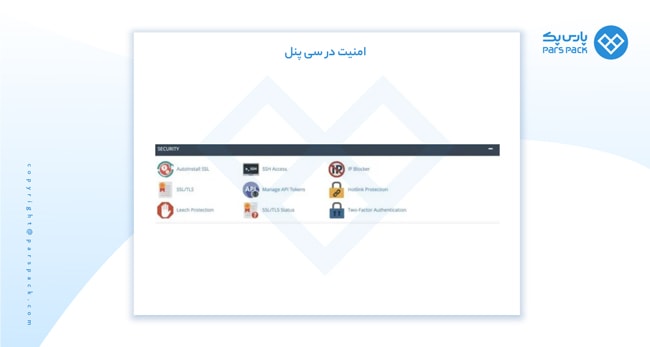 امنیت در سی پنل
پارس پک
PARS PACK
SECURITY
AutoInstall SSL
SSH Access
IP Blocker
SSL/TLS
API
Manage API Tokens
Hotlink Protection
Leech Protection
SSL/TLS Status
Two-Factor Authentication
copyright@parspack.com